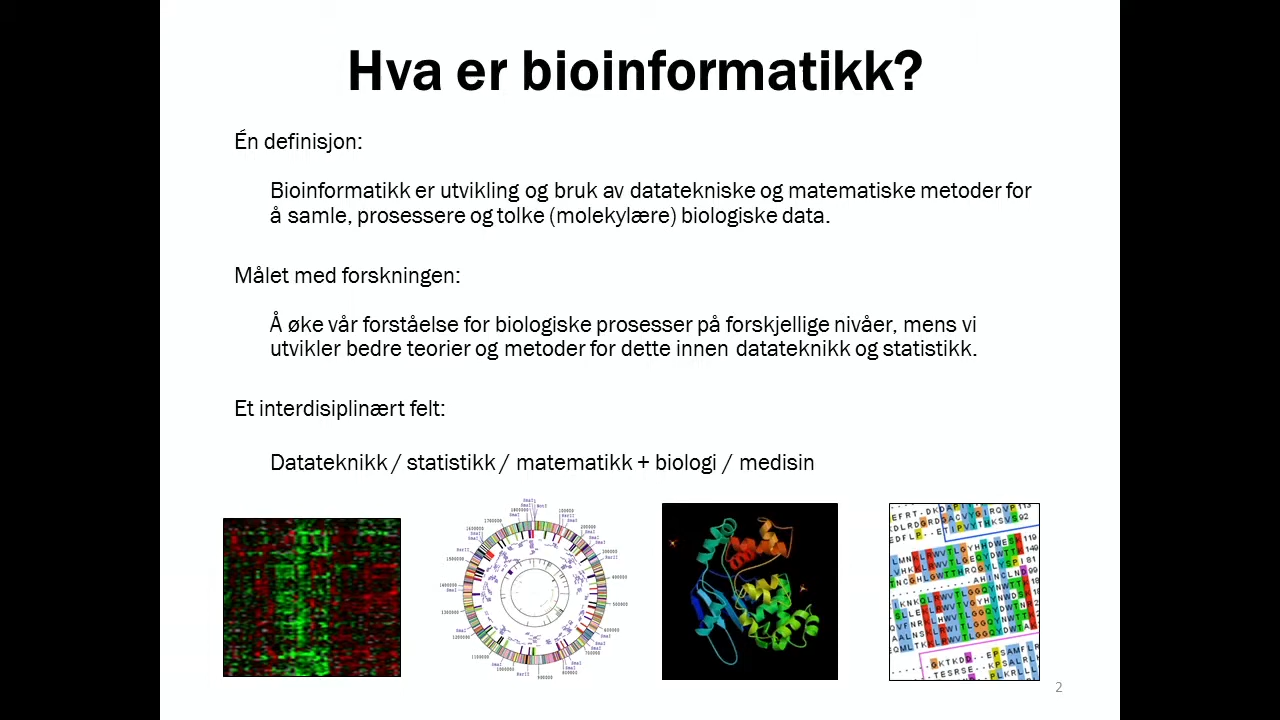 Hva er bioinformatikk?
Én definisjon:
Bioinformatikk er utvikling og bruk av datatekniske og matematiske metoder for
å samle, prosessere og tolke (molekylære) biologiske data.
Målet med forskningen:
Å øke vår forståelse for biologiske prosesser på forskjellige nivåer, mens vi
utvikler bedre teorier og metoder for dette innen datateknikk og statistikk.
Et interdisiplinært felt:
Datateknikk / statistikk / matematikk + biologi / medisin
2